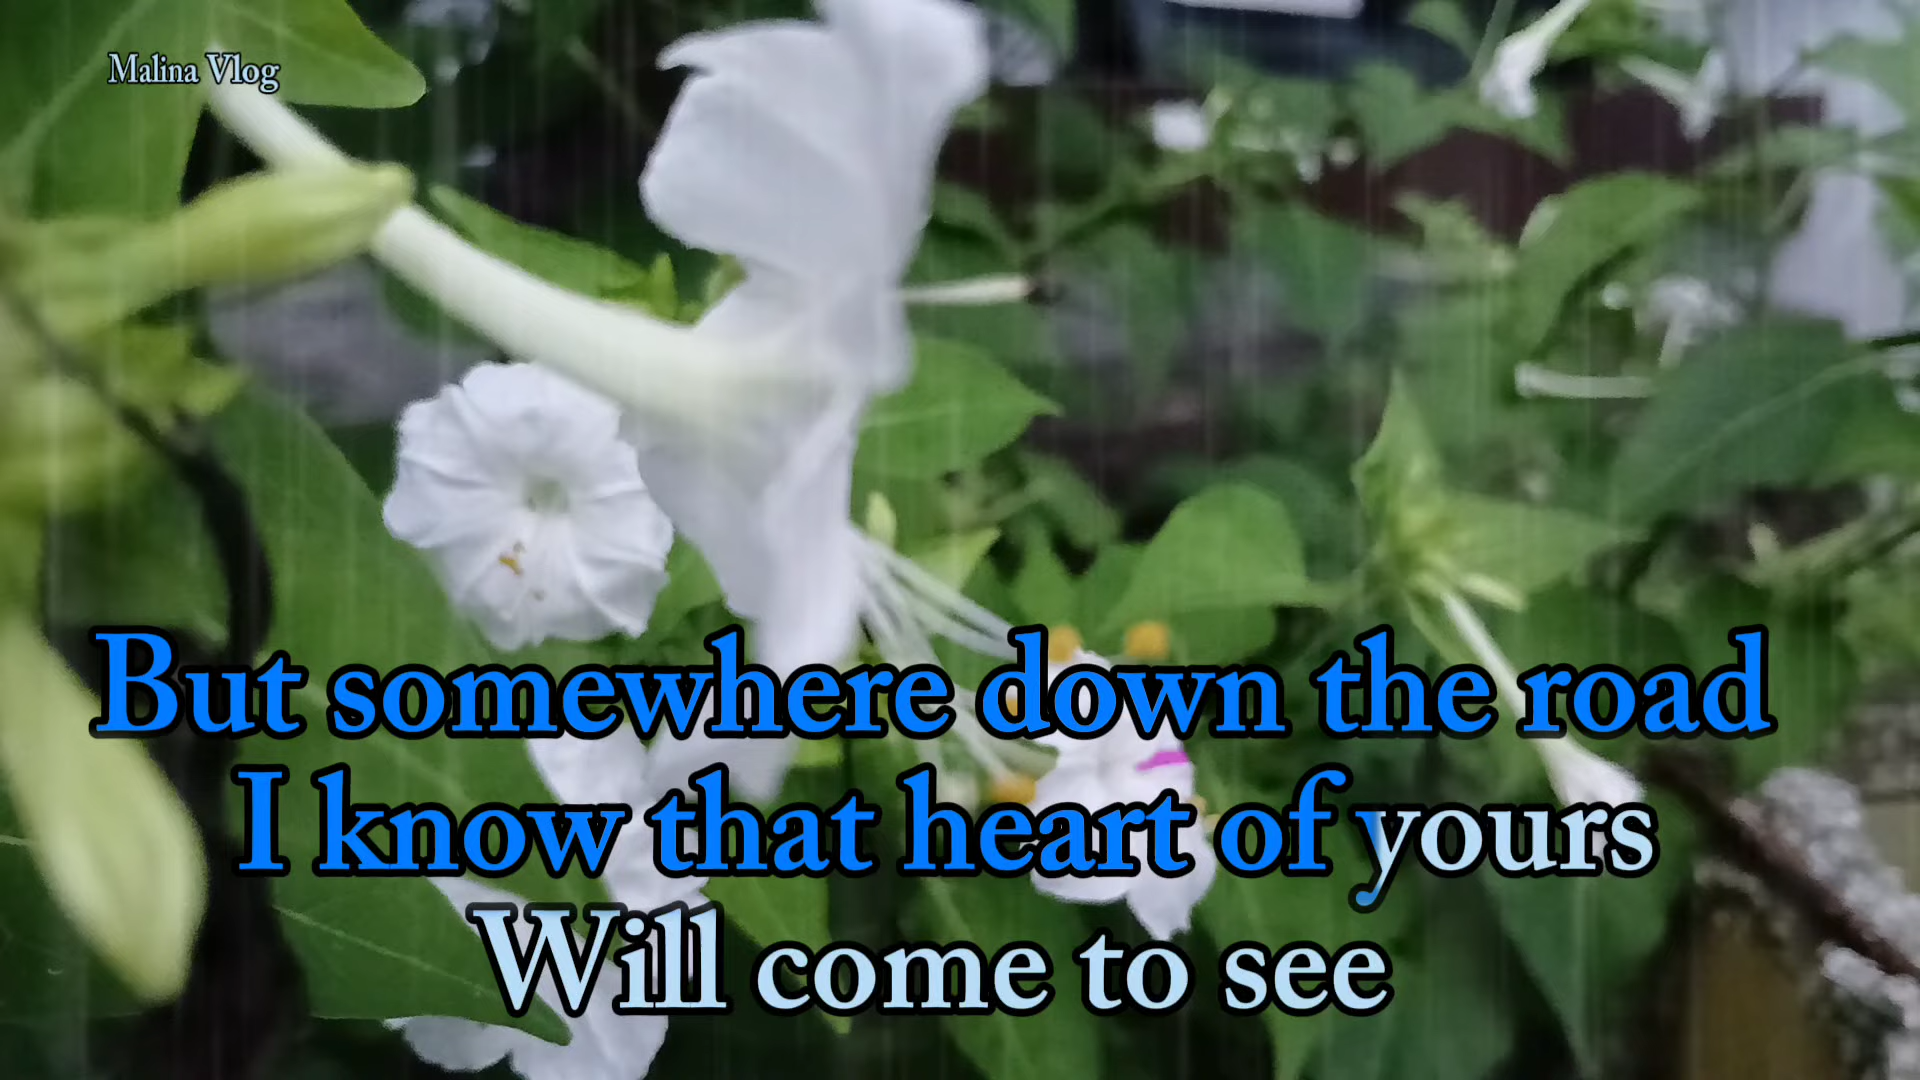 Malina Vlog
But somewhere down the road
I know that heart of yours
Will come to see